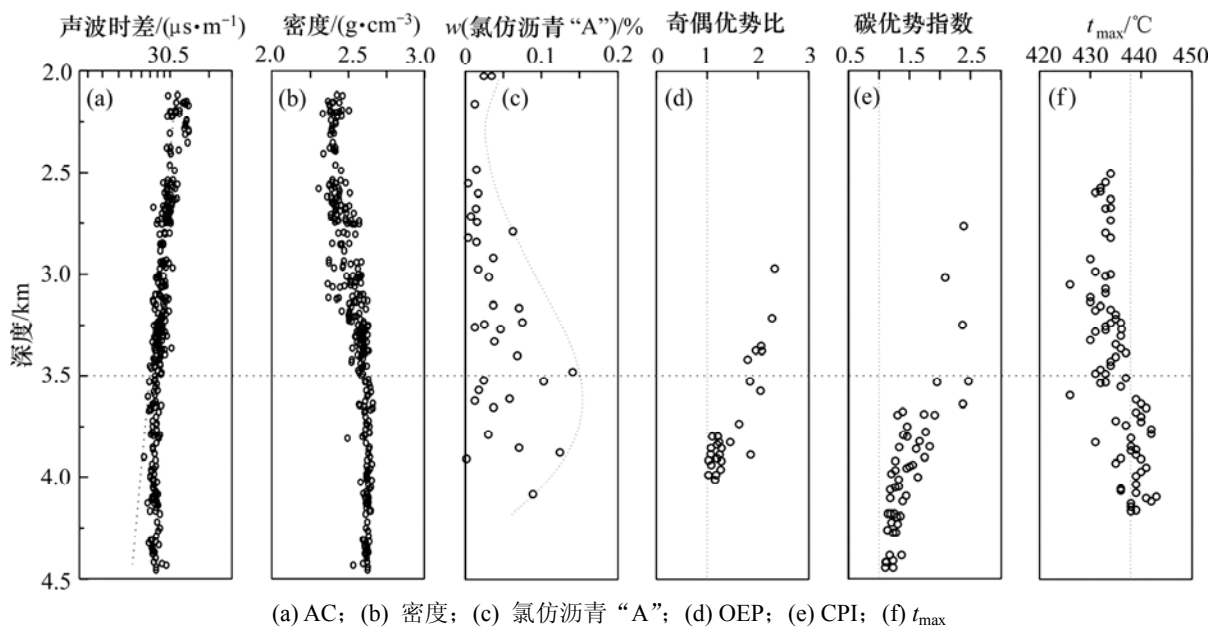 声波时差/(μs•m⁻¹) 密度/(g•cm⁻³) w(氯仿沥青“A”)/% 奇偶优势比 碳优势指数 tmax/℃
30.5 2.0 2.5 3.0 0 0.1 0.2 0 1 2 3 0.5 1.0 1.5 2.0 2.5 3.0 420 430 440 450
2.0
(a) (b) (c) (d) (e) (f)
2.5
3.0
深度/km
3.5
4.0
4.5
(a) AC; (b) 密度; (c) 氯仿沥青“A”; (d) OEP; (e) CPI; (f) tmax